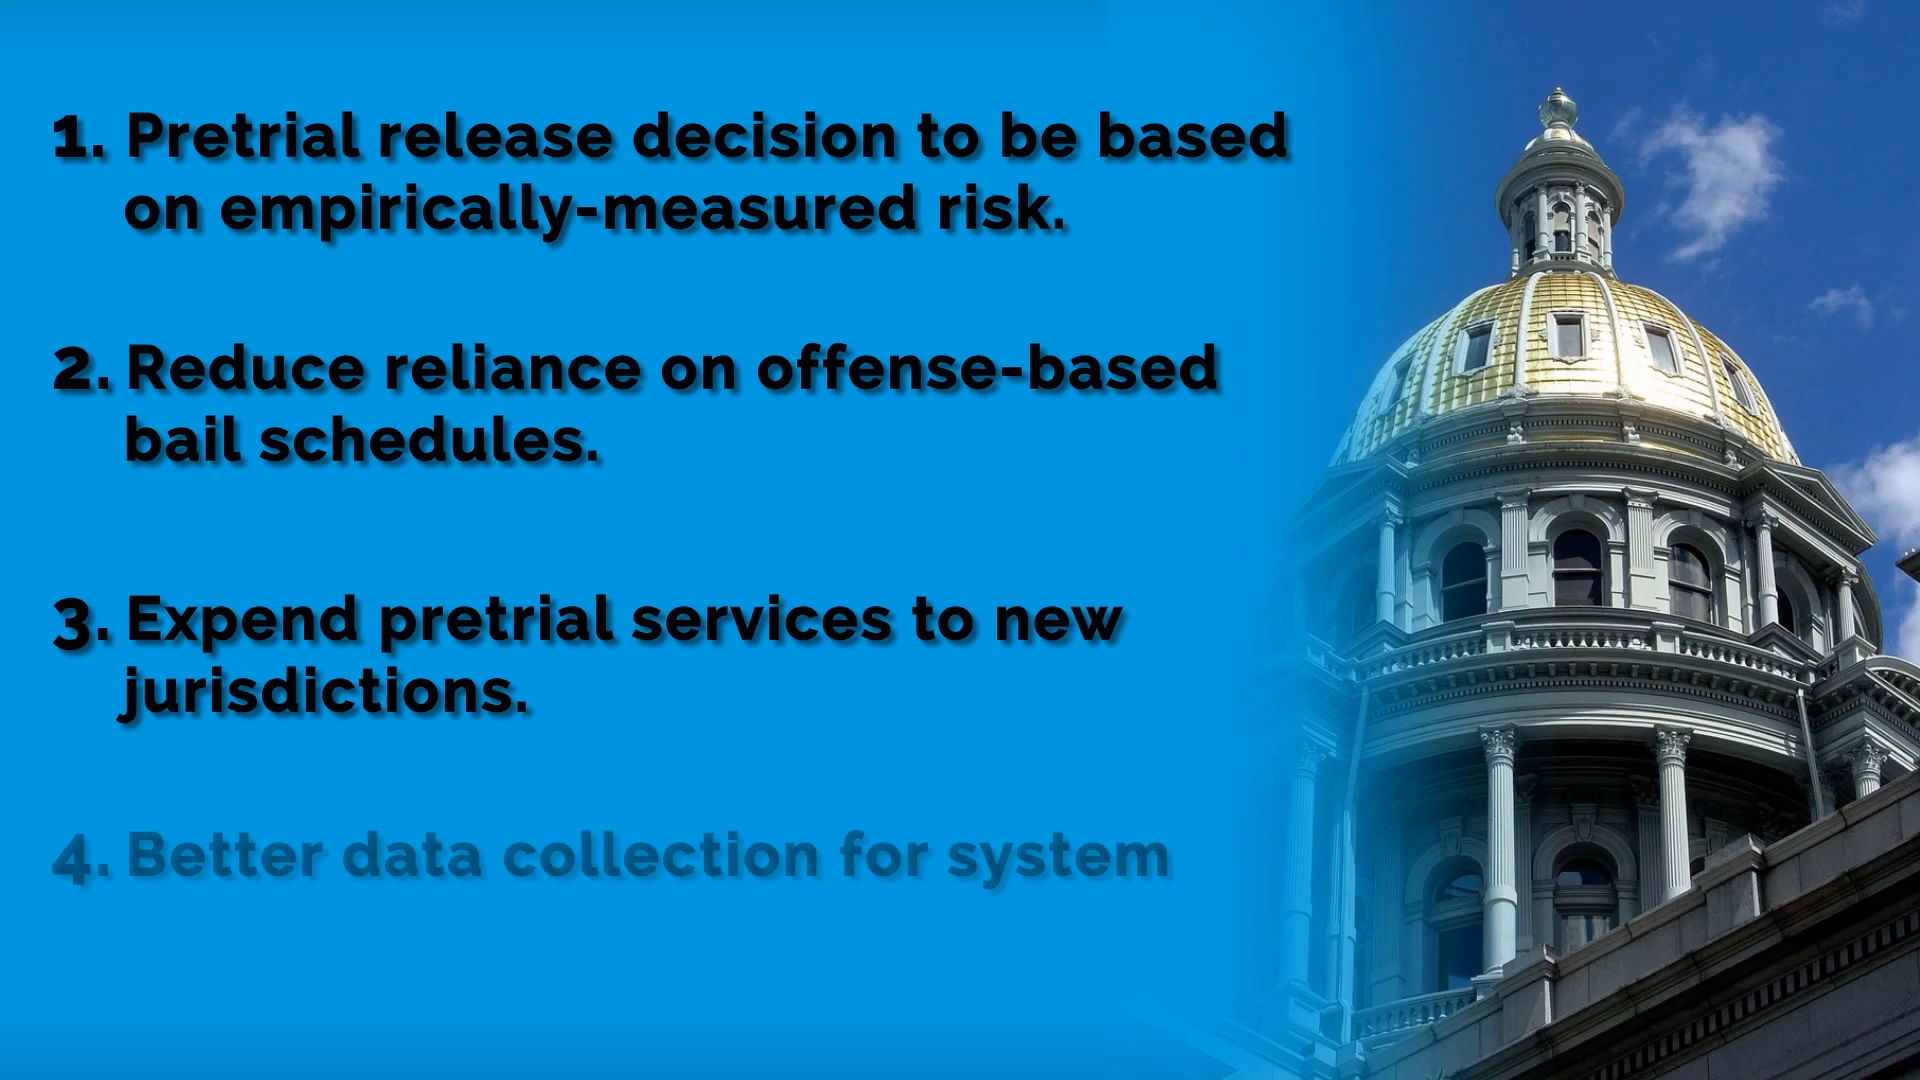 1. Pretrial release decision to be based
on empirically-measured risk.
2. Reduce reliance on offense-based
bail schedules.
3. Expend pretrial services to new
jurisdictions.
4. Better data collection for system